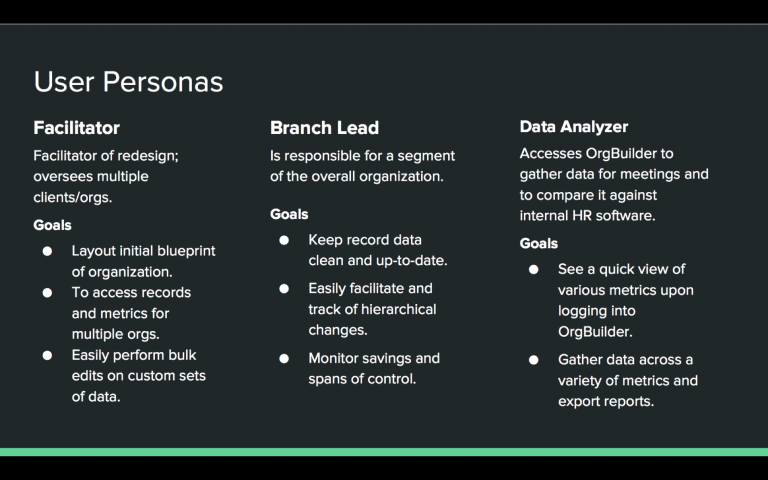 User Personas
Facilitator
Facilitator of redesign;
oversees multiple
clients/orgs.
Goals
● Layout initial blueprint
of organization.
● To access records
and metrics for
multiple orgs.
● Easily perform bulk
edits on custom sets
of data.
Branch Lead
Is responsible for a segment
of the overall organization.
Goals
● Keep record data
clean and up-to-date.
● Easily facilitate and
track of hierarchical
changes.
● Monitor savings and
spans of control.
Data Analyzer
Accesses OrgBuilder to
gather data for meetings and
to compare it against
internal HR software.
Goals
● See a quick view of
various metrics upon
logging into
OrgBuilder.
● Gather data across a
variety of metrics and
export reports.